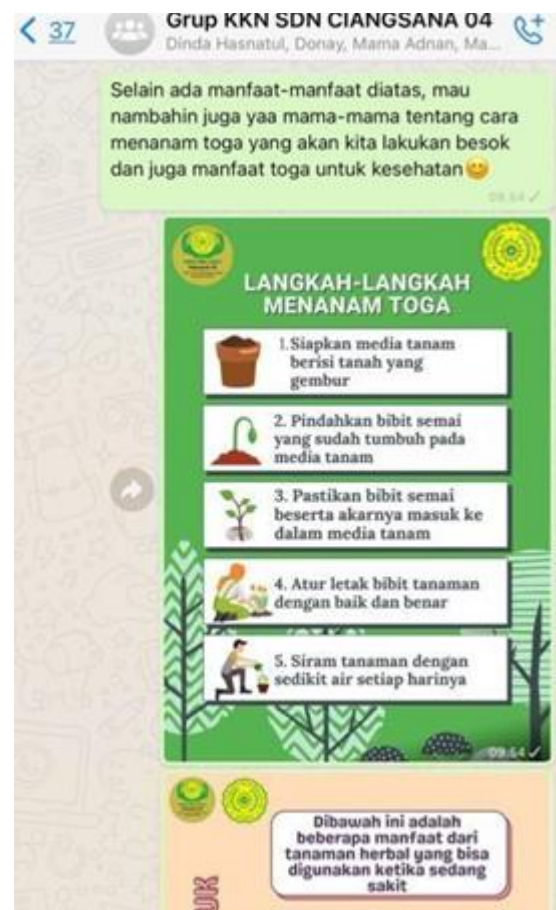 37
Grup KKN SDN CIANGSANA 04
Dinda Hasnatul, Donay, Mama Adnan, Ma...
Selain ada manfaat-manfaat diatas, mau
nambahin juga yaa mama-mama tentang cara
menanam toga yang akan kita lakukan besok
dan juga manfaat toga untuk kesehatan😊
09.54
LANGKAH-LANGKAH
MENANAM TOGA
1.Siapkan media tanam
berisi tanah yang
gembur
2. Pindahkan bibit semai
yang sudah tumbuh pada
media tanam
3. Pastikan bibit semai
beserta akarnya masuk ke
dalam media tanam
4. Atur letak bibit tanaman
dengan baik dan benar
5. Siram tanaman dengan
sedikit air setiap harinya
09.54
Dibawah ini adalah
beberapa manfaat dari
tanaman herbal yang bisa
digunakan ketika sedang
sakit
UK